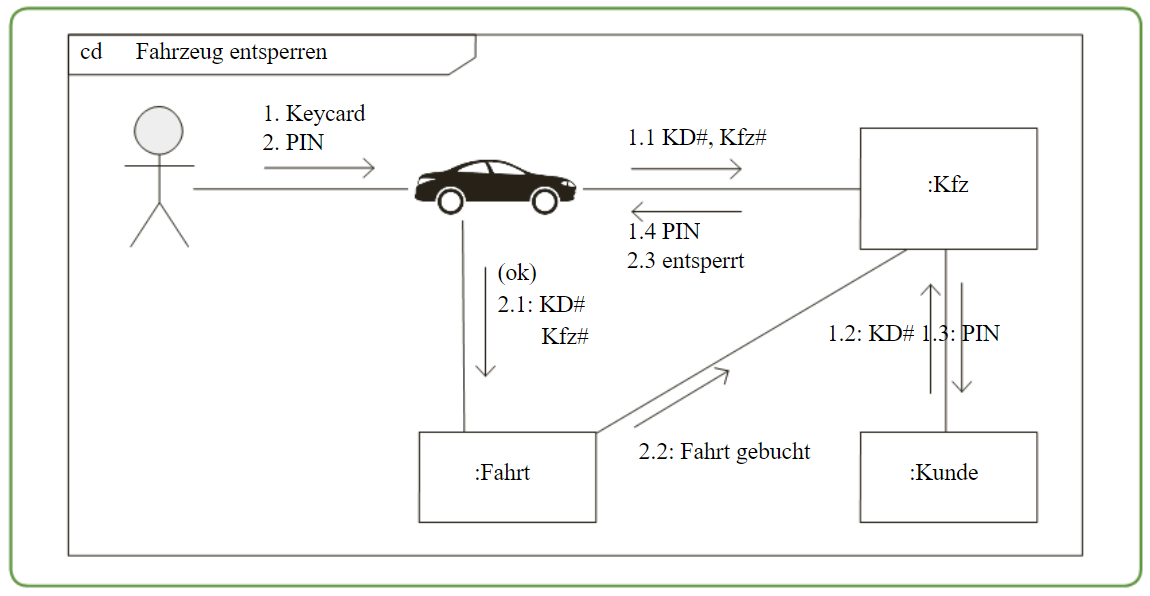 cd Fahrzeug entsperren
1. Keycard
2. PIN
1.1 KD#, Kfz#
:Kfz
1.4 PIN
2.3 entsperrt
(ok)
2.1: KD#
Kfz#
1.2: KD# 1.3: PIN
2.2: Fahrt gebucht
:Fahrt
:Kunde